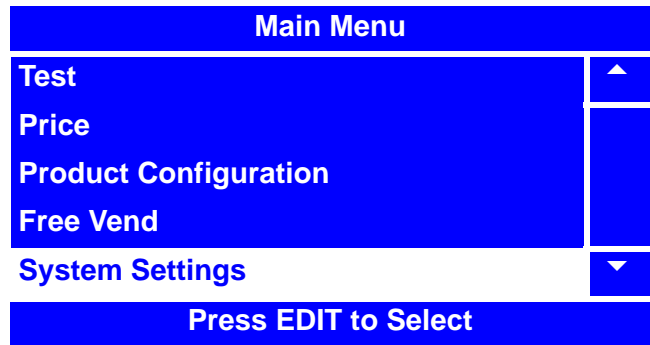 Main Menu
Test
Price
Product Configuration
Free Vend
System Settings
Press EDIT to Select